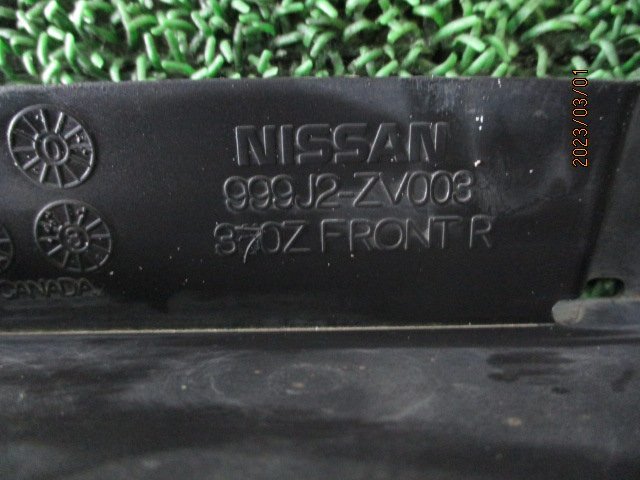 NISSAN
999J2-ZV003
370Z FRONT R
CANADA
2023/03/01